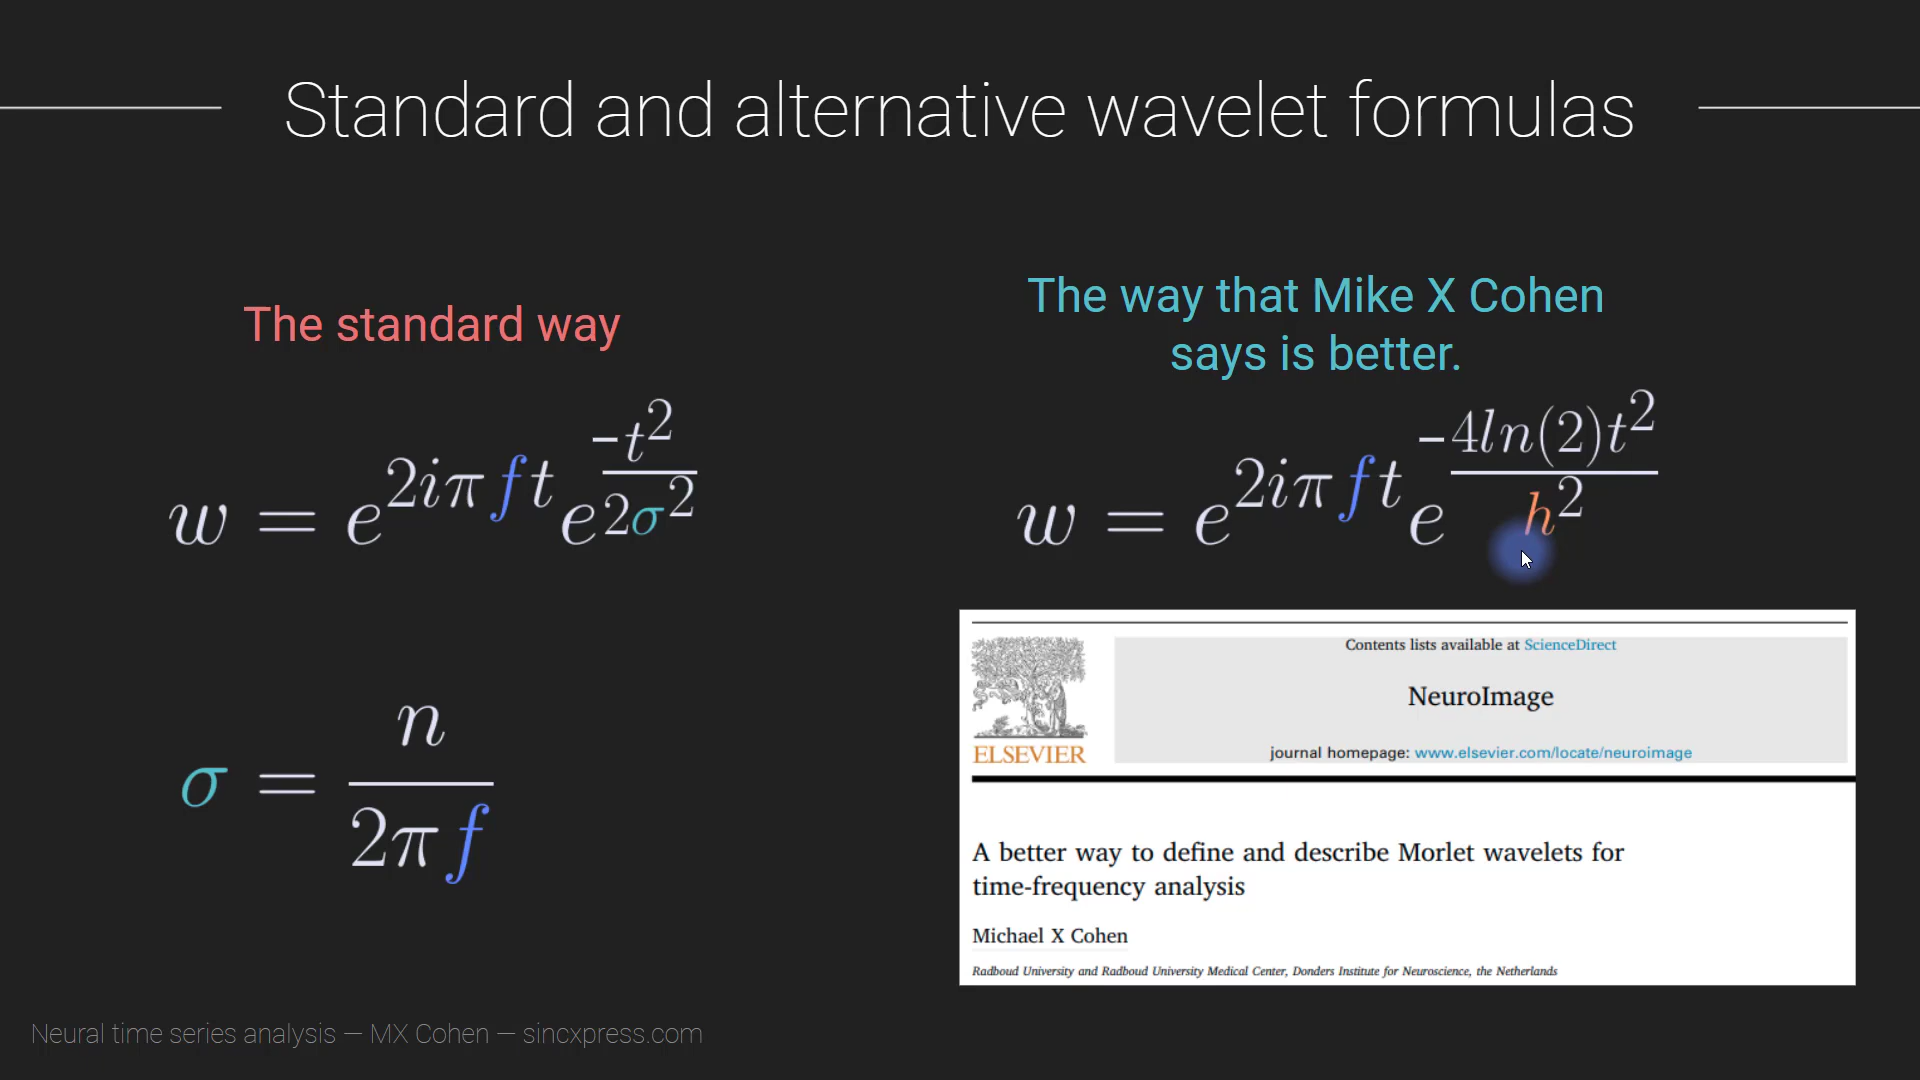 Standard and alternative wavelet formulas
The standard way
w = e^{2iπft} e^{-t^2/2σ^2}
σ = n/2πf
The way that Mike X Cohen
says is better.
w = e^{2iπft} e^{-4ln(2)t^2/h^2}
Contents lists available at ScienceDirect
NeuroImage
ELSEVIER
journal homepage: www.elsevier.com/locate/neuroimage
A better way to define and describe Morlet wavelets for
time-frequency analysis
Michael X Cohen
Radboud University and Radboud University Medical Center, Donders Institute for Neuroscience, the Netherlands
Neural time series analysis — MX Cohen — sincxpress.com